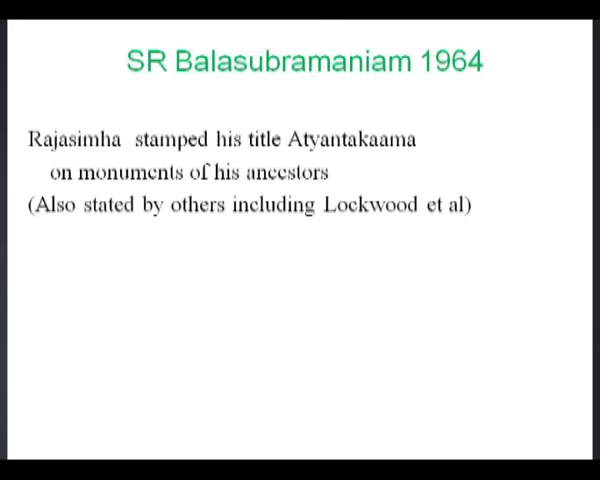 SR Balasubramaniam 1964
Rajasimha stamped his title Atyantakaama
on monuments of his ancestors
(Also stated by others including Lockwood et al)